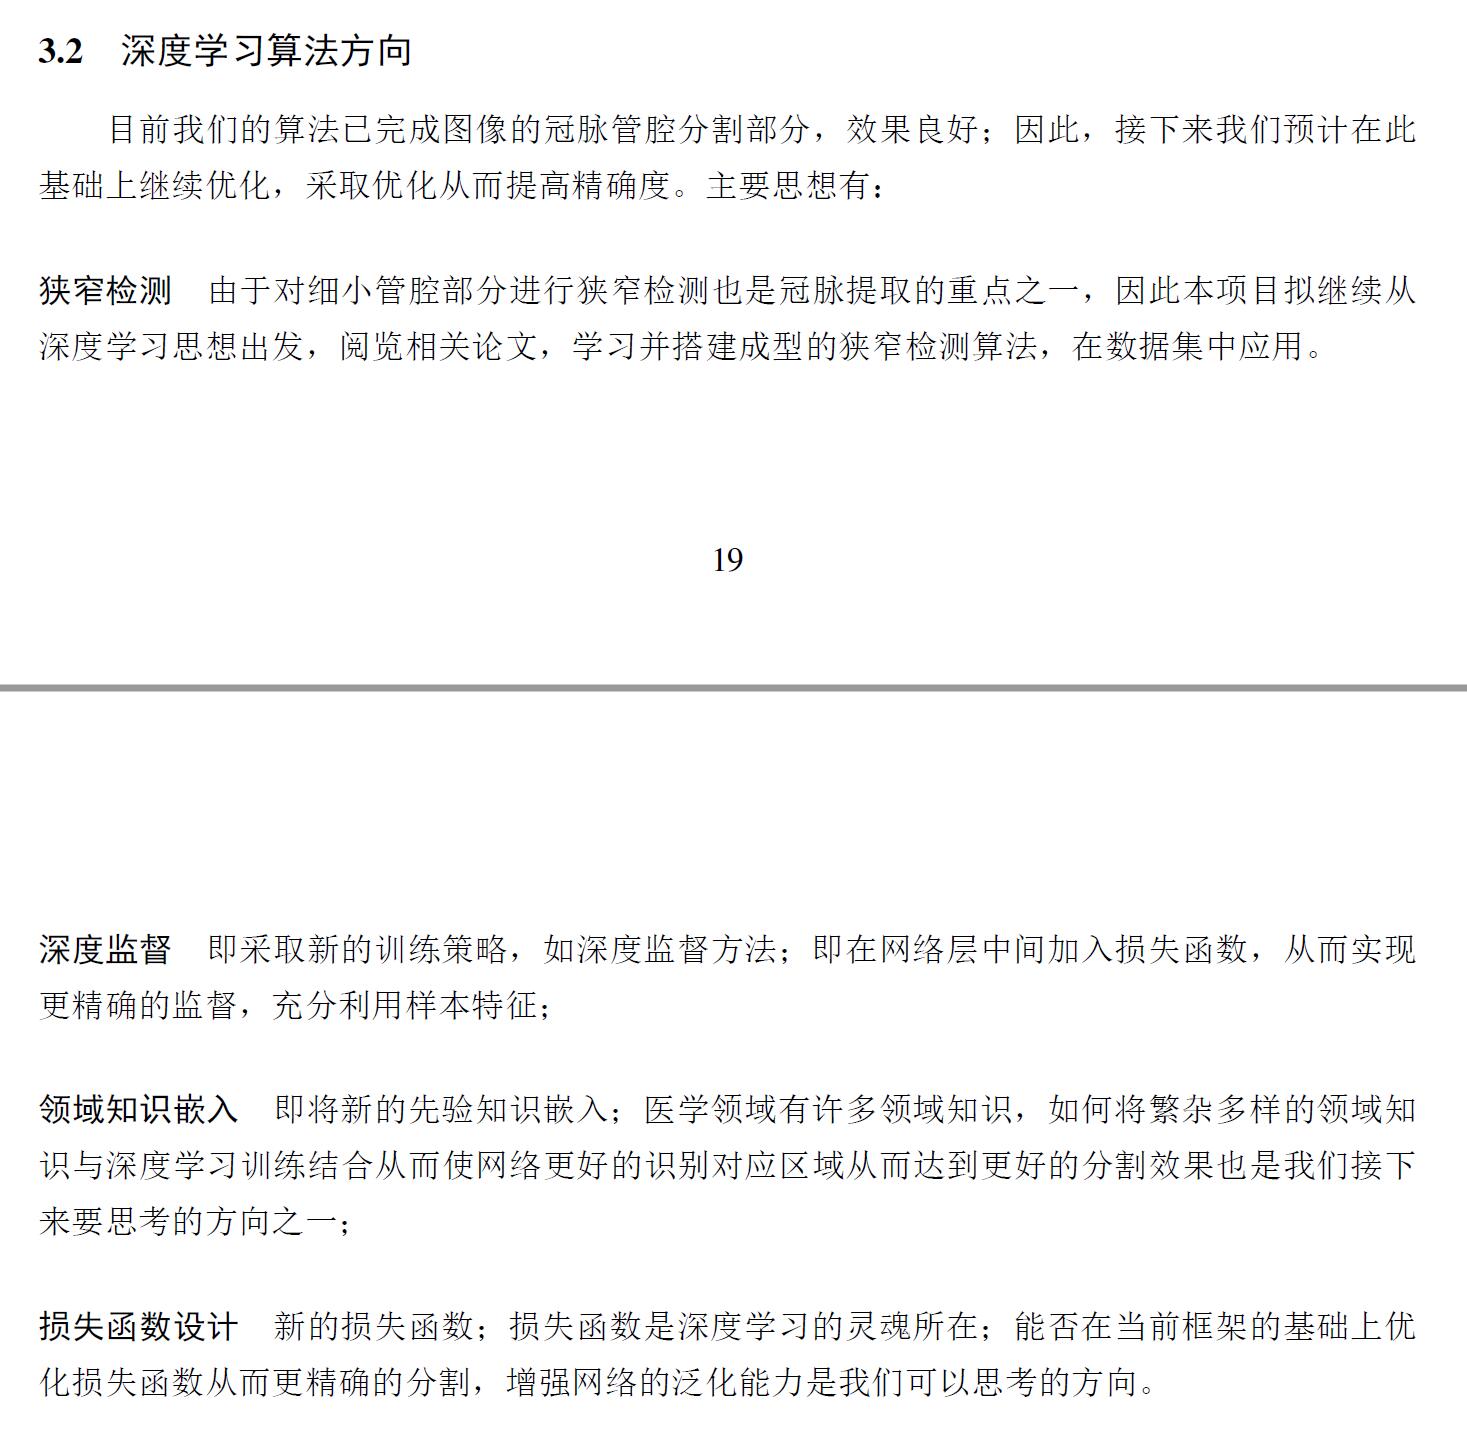 3.2 深度学习算法方向
目前我们的算法已完成图像的冠脉管腔分割部分，效果良好；因此，接下来我们预计在此
基础上继续优化，采取优化从而提高精确度。主要思想有：
狭窄检测 由于对细小管腔部分进行狭窄检测也是冠脉提取的重点之一，因此本项目拟继续从
深度学习思想出发，阅览相关论文，学习并搭建成型的狭窄检测算法，在数据集中应用。
19
深度监督 即采取新的训练策略，如深度监督方法；即在网络层中间加入损失函数，从而实现
更精确的监督，充分利用样本特征；
领域知识嵌入 即将新的先验知识嵌入；医学领域有许多领域知识，如何将繁杂多样的领域知
识与深度学习训练结合从而使网络更好的识别对应区域从而达到更好的分割效果也是我们接下
来要思考的方向之一；
损失函数设计 新的损失函数；损失函数是深度学习的灵魂所在；能否在当前框架的基础上优
化损失函数从而更精确的分割，增强网络的泛化能力是我们可以思考的方向。